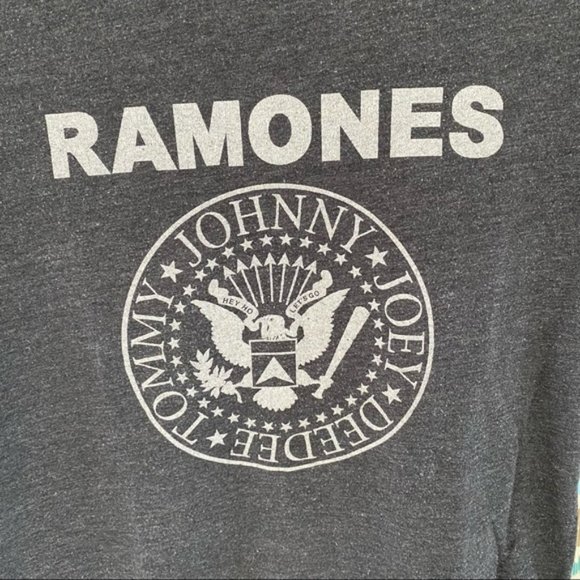 RAMONES
JOHNNY
JOEY
DEEDEE
TOMMY
HEY HO
LET'S GO